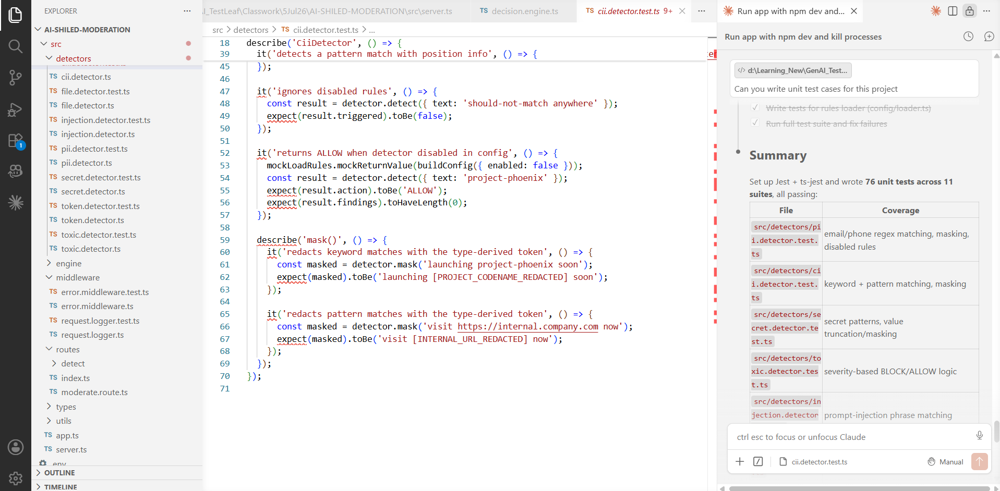 EXPLORER
AI-SHILED-MODERATION
src
detectors
TS cii.detector.ts
TS file.detector.test.ts
TS file.detector.ts
TS injection.detector.test.ts
TS injection.detector.ts
TS pii.detector.test.ts
TS pii.detector.ts
TS secret.detector.test.ts
TS secret.detector.ts
TS token.detector.test.ts
TS token.detector.ts
TS toxic.detector.test.ts
TS toxic.detector.ts
engine
middleware
TS error.middleware.test.ts
TS error.middleware.ts
TS request.logger.test.ts
TS request.logger.ts
routes
detect
TS index.ts
TS moderate.route.ts
types
utils
TS app.ts
TS server.ts
OUTLINE
TIMELINE
1
I_TestLeaf\Classwork\5Jul26\AI-SHILED-MODERATION\src\server.ts
TS decision.engine.ts
TS cii.detector.test.ts 9+
src > detectors > TS cii.detector.test.ts > ...
18 describe('CiiDetector', () => {
39 it('detects a pattern match with position info', () => {
45 });
46
47 it('ignores disabled rules', () => {
48 const result = detector.detect({ text: 'should-not-match anywhere' });
49 expect(result.triggered).toBe(false);
50 });
51
52 it('returns ALLOW when detector disabled in config', () => {
53 mockLoadRules.mockReturnValue(buildConfig({ enabled: false }));
54 const result = detector.detect({ text: 'project-phoenix' });
55 expect(result.action).toBe('ALLOW');
56 expect(result.findings).toHaveLength(0);
57 });
58
59 describe('mask()', () => {
60 it('redacts keyword matches with the type-derived token', () => {
61 const masked = detector.mask('launching project-phoenix soon');
62 expect(masked).toBe('launching [PROJECT_CODENAME_REDACTED] soon');
63 });
64
65 it('redacts pattern matches with the type-derived token', () => {
66 const masked = detector.mask('visit https://internal.company.com now');
67 expect(masked).toBe('visit [INTERNAL_URL_REDACTED] now');
68 });
69 });
70 });
71
Run app with npm dev and...
Run app with npm dev and kill processes
</> d:\Learning_New\GenAI_Test...
Can you write unit test cases for this project
Write tests for rules loader (config/loader.ts)
Run full test suite and fix failures
Summary
Set up Jest + ts-jest and wrote 76 unit tests across 11
suites, all passing:
File Coverage
src/detectors/pi
i.detector.test.
ts
email/phone regex matching, masking,
disabled rules
src/detectors/ci
i.detector.test.
ts
keyword + pattern matching, masking
src/detectors/se
cret.detector.te
st.ts
secret patterns, value
truncation/masking
src/detectors/to
xic.detector.tes
t.ts
severity-based BLOCK/ALLOW logic
src/detectors/in
jection.detector
prompt-injection phrase matching
ctrl esc to focus or unfocus Claude
cii.detector.test.ts
Manual